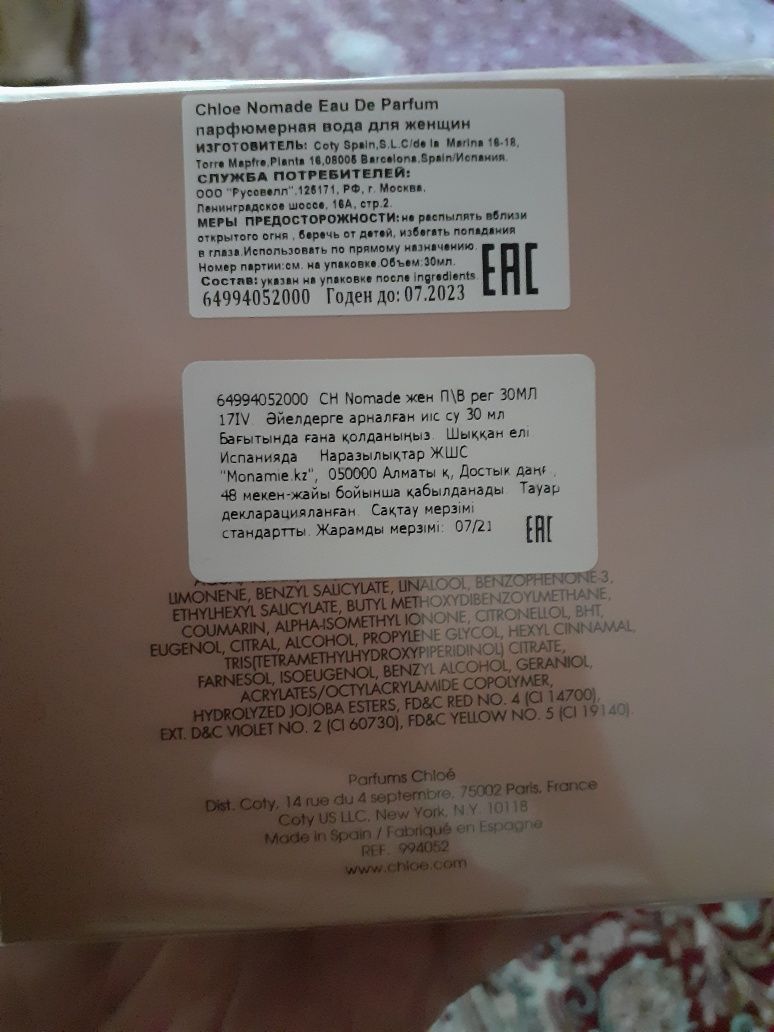 Chloe Nomade Eau De Parfum
парфюмерная вода для женщин
ИЗГОТОВИТЕЛЬ: Coty Spain,S.L.C/de la Marina 16-18,
Torre Mapfre,Planta 16,08005 Barcelona,Spain/Испания.
СЛУЖБА ПОТРЕБИТЕЛЕЙ:
ООО "Русовелл".125171, РФ, г. Москва,
Ленинградское шоссе, 16А, стр.2.
МЕРЫ ПРЕДОСТОРОЖНОСТИ:не распылять вблизи
открытого огня , беречь от детей, избегать попадания
в глаза.Использовать по прямому назначению.
Номер партии:см. на упаковке.Объем:30мл.
Состав: указан на упаковке после ingredients
64994052000 Годен до: 07.2023
EAC
64994052000 CH Nomade жен П\В рег 30МЛ
17IV. Әйелдерге арналған иіс су 30 мл
Бағытында ғана қолданыңыз. Шыққан елі
Испанияда Наразылықтар ЖШС
"Monamie.kz", 050000 Алматы қ, Достык даңғ ,
48 мекен-жайы бойынша қабылданады. Тауар
декларацияланған. Сақтау мерзімі
стандартты. Жарамды мерзімі: 07/21
EAC
LIMONENE, BENZYL SALICYLATE, LINALOOL, BENZOPHENONE-3,
ETHYLHEXYL SALICYLATE, BUTYL METHOXYDIBENZOYLMETHANE,
COUMARIN, ALPHA-ISOMETHYL IONONE, CITRONELLOL, BHT,
EUGENOL, CITRAL, ALCOHOL, PROPYLENE GLYCOL, HEXYL CINNAMAL,
TRIS(TETRAMETHYLHYDROXYPIPERIDINOL) CITRATE,
FARNESOL, ISOEUGENOL, BENZYL ALCOHOL, GERANIOL,
ACRYLATES/OCTYLACRYLAMIDE COPOLYMER,
HYDROLYZED JOJOBA ESTERS, FD&C RED NO. 4 (CI 14700),
EXT. D&C VIOLET NO. 2 (CI 60730), FD&C YELLOW NO. 5 (CI 19140).
Parfums Chloé
Dist. Coty, 14 rue du 4 septembre, 75002 Paris, France
Coty US LLC, New York, N.Y. 10118
Made in Spain / Fabriqué en Espagne
REF. 994052
www.chloe.com